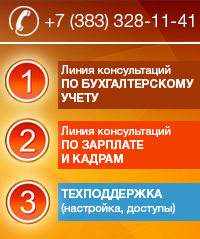 +7 (383) 328-11-41
1
Линия консультаций
ПО БУХГАЛТЕРСКОМУ
УЧЕТУ
2
Линия консультаций
ПО ЗАРПЛАТЕ
И КАДРАМ
3
ТЕХПОДДЕРЖКА
(настройка, доступы)